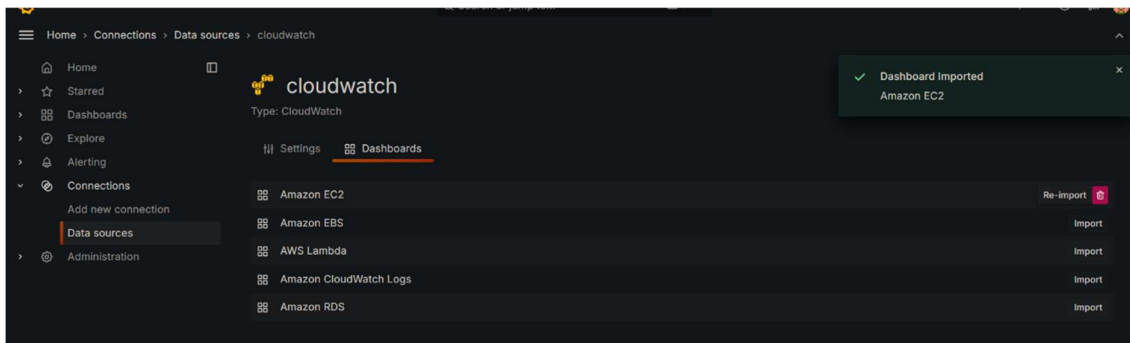 Home › Connections › Data sources › cloudwatch
Home
Starred
Dashboards
Explore
Alerting
Connections
Add new connection
Data sources
Administration
cloudwatch
Type: CloudWatch
Settings
Dashboards
Dashboard Imported
Amazon EC2
Amazon EC2 Re-import
Amazon EBS Import
AWS Lambda Import
Amazon CloudWatch Logs Import
Amazon RDS Import